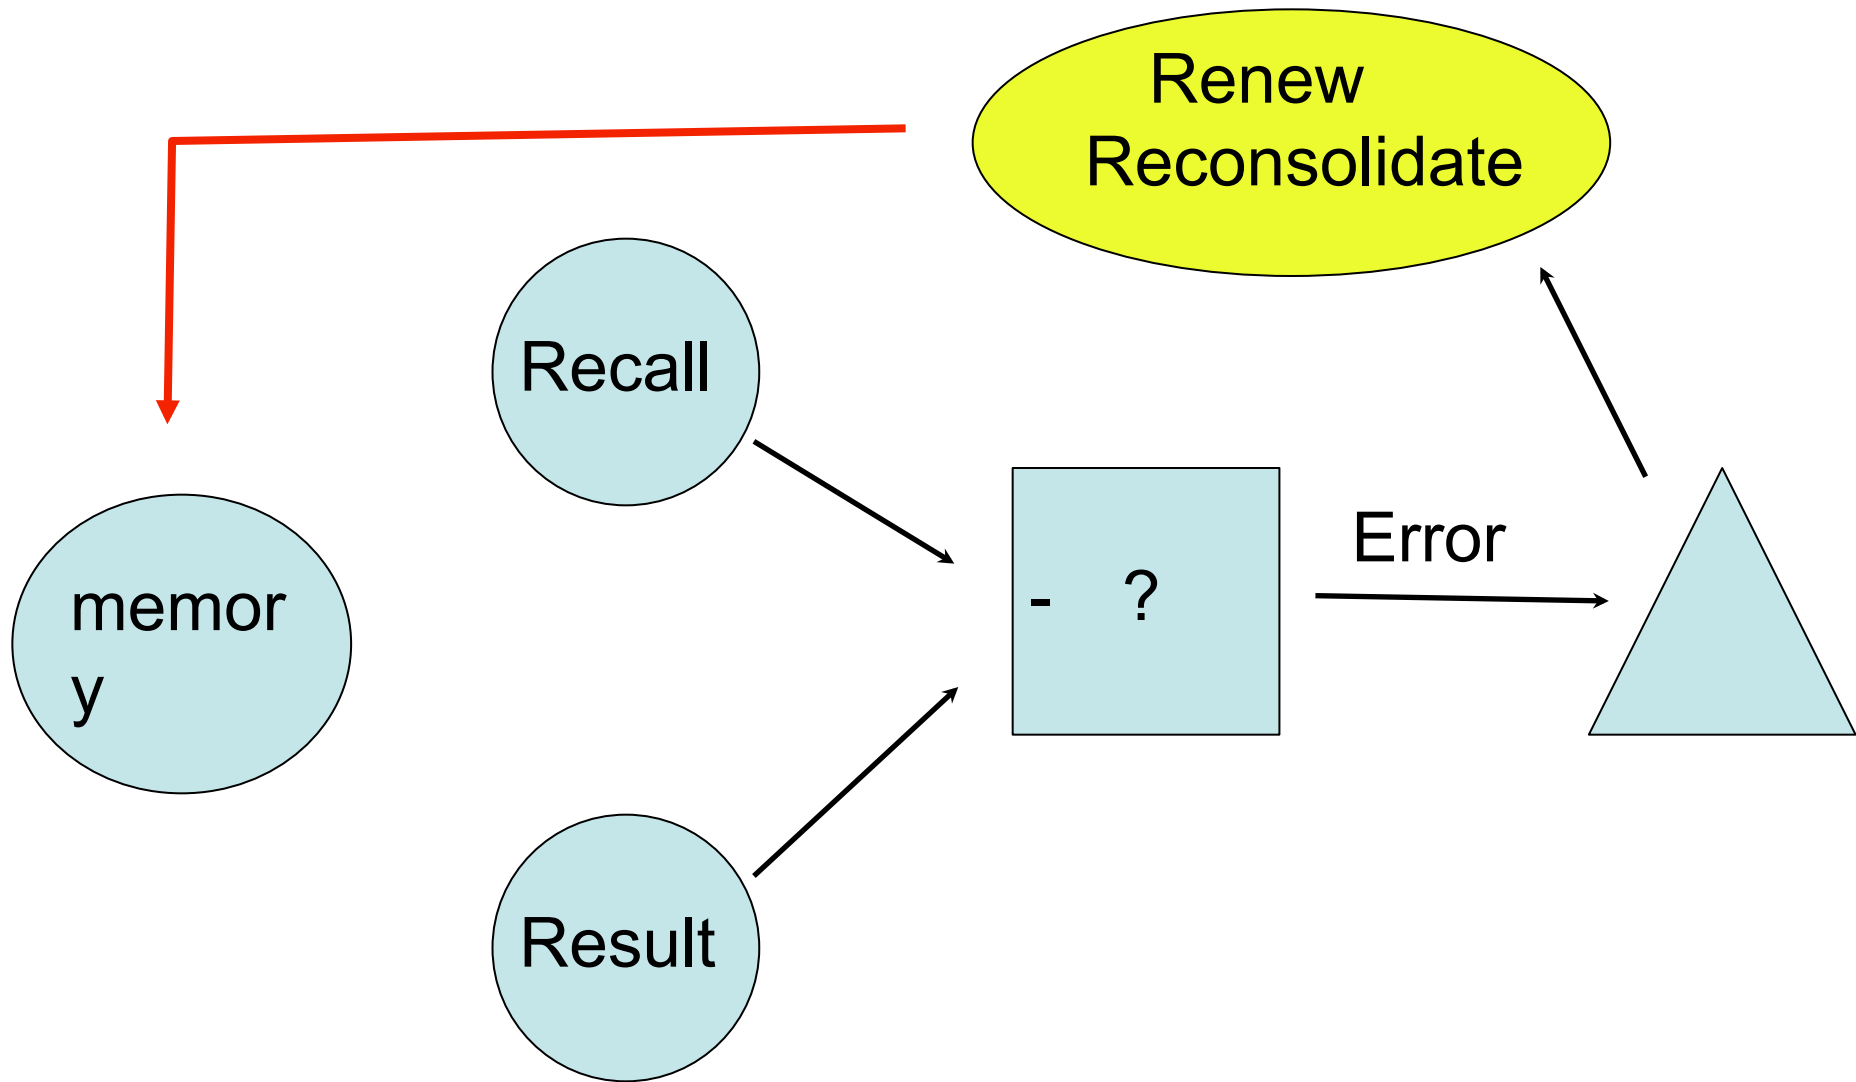 Renew
Reconsolidate
Recall
memor
y
- ?
Error
Result